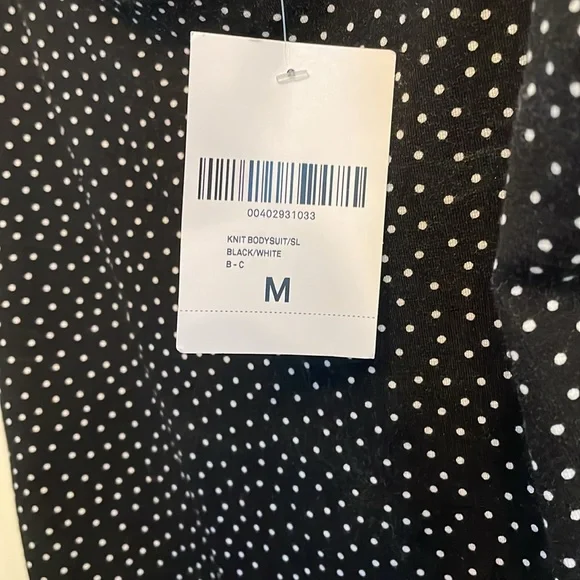 00402931033
KNIT BODYSUIT/SL
BLACK/WHITE
B - C
M